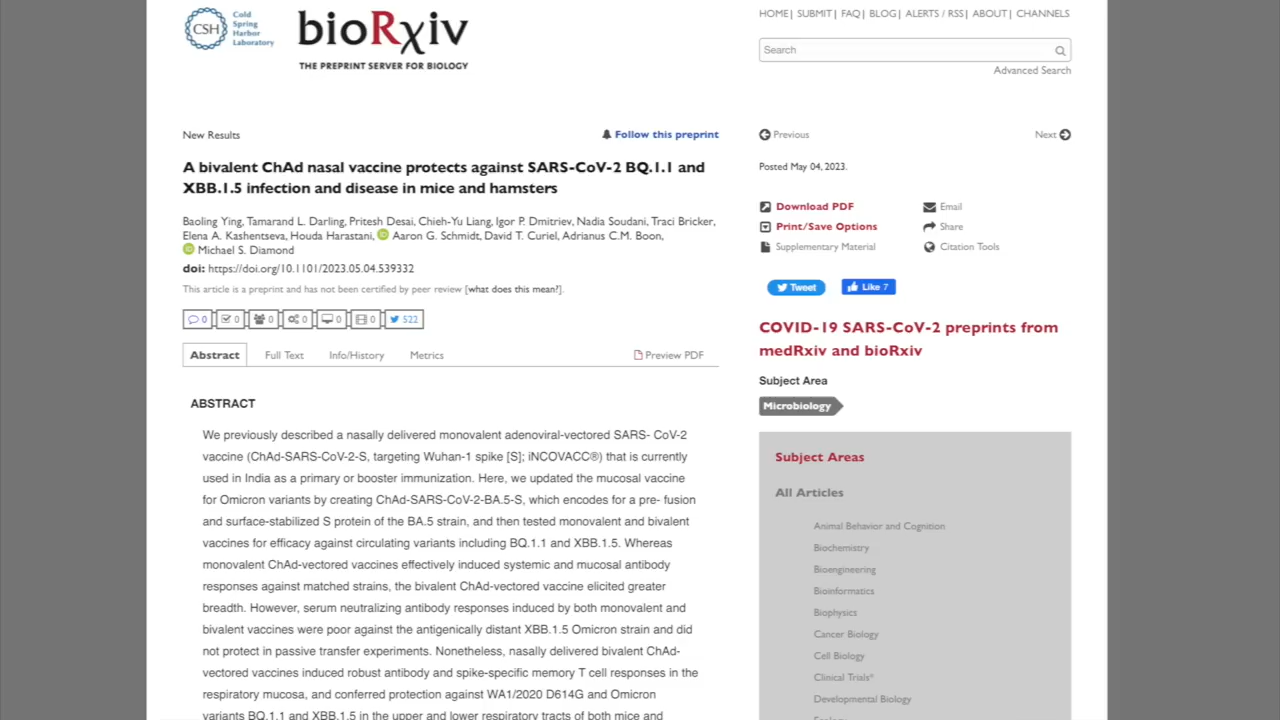 CSH
Cold
Spring
Harbor
Laboratory
bioRxiv
THE PREPRINT SERVER FOR BIOLOGY
HOME| SUBMIT| FAQ| BLOG| ALERTS / RSS| ABOUT| CHANNELS
Search
Advanced Search
New Results
Follow this preprint
A bivalent ChAd nasal vaccine protects against SARS-CoV-2 BQ.1.1 and
XBB.1.5 infection and disease in mice and hamsters
Baoling Ying, Tamarand L. Darling, Pritesh Desai, Chieh-Yu Liang, Igor P. Dmitriev, Nadia Soudani, Traci Bricker,
Elena A. Kashentseva, Houda Harastani, iD Aaron G. Schmidt, David T. Curiel, Adrianus C.M. Boon,
iD Michael S. Diamond
doi: https://doi.org/10.1101/2023.05.04.539332
This article is a preprint and has not been certified by peer review [what does this mean?].
0 0 0 0 0 0 522
Abstract Full Text Info/History Metrics Preview PDF
ABSTRACT
We previously described a nasally delivered monovalent adenoviral-vectored SARS- CoV-2
vaccine (ChAd-SARS-CoV-2-S, targeting Wuhan-1 spike [S]; iNCOVACC®) that is currently
used in India as a primary or booster immunization. Here, we updated the mucosal vaccine
for Omicron variants by creating ChAd-SARS-CoV-2-BA.5-S, which encodes for a pre- fusion
and surface-stabilized S protein of the BA.5 strain, and then tested monovalent and bivalent
vaccines for efficacy against circulating variants including BQ.1.1 and XBB.1.5. Whereas
monovalent ChAd-vectored vaccines effectively induced systemic and mucosal antibody
responses against matched strains, the bivalent ChAd-vectored vaccine elicited greater
breadth. However, serum neutralizing antibody responses induced by both monovalent and
bivalent vaccines were poor against the antigenically distant XBB.1.5 Omicron strain and did
not protect in passive transfer experiments. Nonetheless, nasally delivered bivalent ChAd-
vectored vaccines induced robust antibody and spike-specific memory T cell responses in the
respiratory mucosa, and conferred protection against WA1/2020 D614G and Omicron
variants BQ.1.1 and XBB.1.5 in the upper and lower respiratory tracts of both mice and
Previous
Next
Posted May 04, 2023.
Download PDF
Email
Print/Save Options
Share
Supplementary Material
Citation Tools
Tweet
Like 7
COVID-19 SARS-CoV-2 preprints from
medRxiv and bioRxiv
Subject Area
Microbiology
Subject Areas
All Articles
Animal Behavior and Cognition
Biochemistry
Bioengineering
Bioinformatics
Biophysics
Cancer Biology
Cell Biology
Clinical Trials*
Developmental Biology